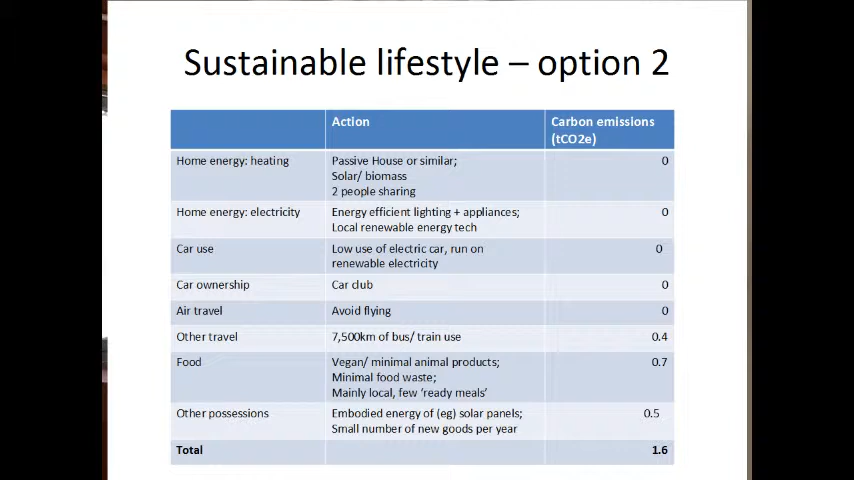 Sustainable lifestyle – option 2
Action
Carbon emissions
(tCO2e)
Home energy: heating
Passive House or similar;
Solar/ biomass
2 people sharing
0
Home energy: electricity
Energy efficient lighting + appliances;
Local renewable energy tech
0
Car use
Low use of electric car, run on
renewable electricity
0
Car ownership
Car club
0
Air travel
Avoid flying
0
Other travel
7,500km of bus/ train use
0.4
Food
Vegan/ minimal animal products;
Minimal food waste;
Mainly local, few ‘ready meals’
0.7
Other possessions
Embodied energy of (eg) solar panels;
Small number of new goods per year
0.5
Total
1.6